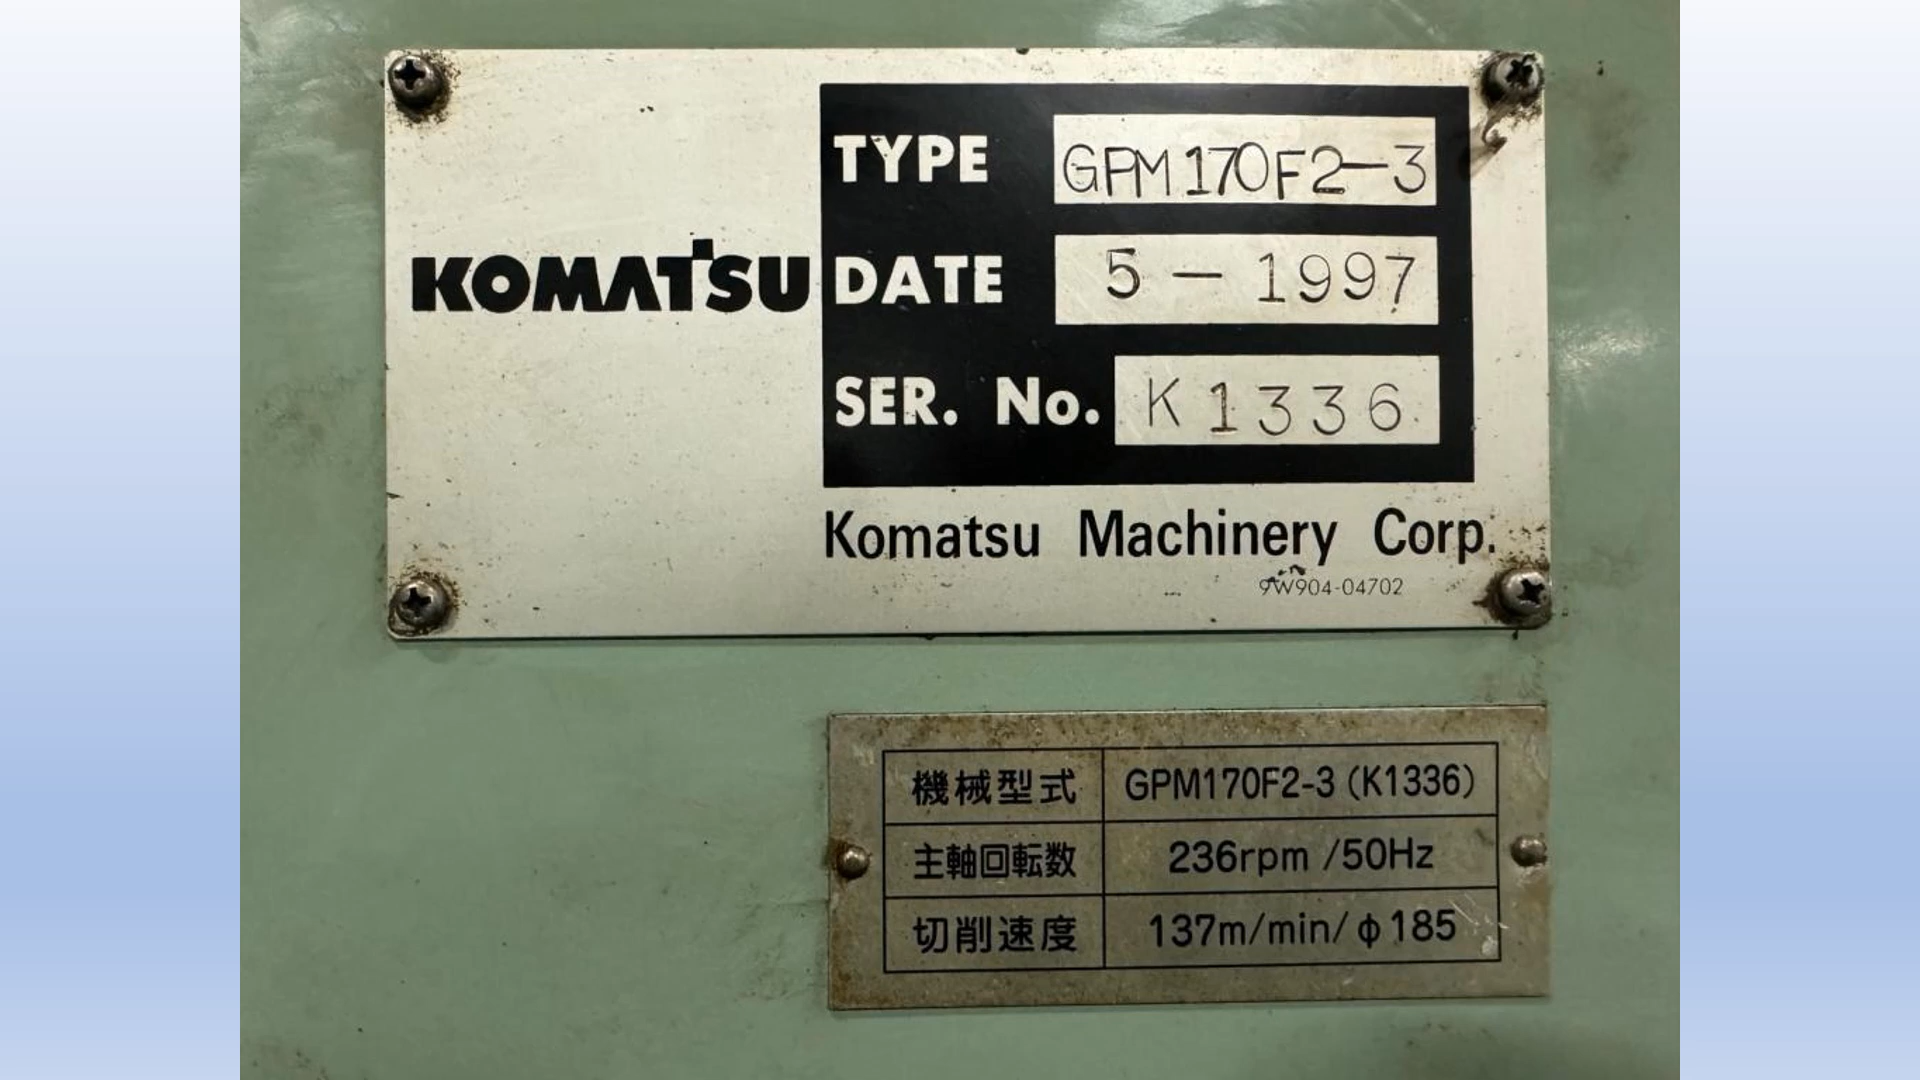 KOMATSU
TYPE GPM170F2-3
DATE 5-1997
SER. No. K1336
Komatsu Machinery Corp.
9W904-04702
機械型式 GPM170F2-3 (K1336)
主軸回転数 236rpm /50Hz
切削速度 137m/min/ φ185